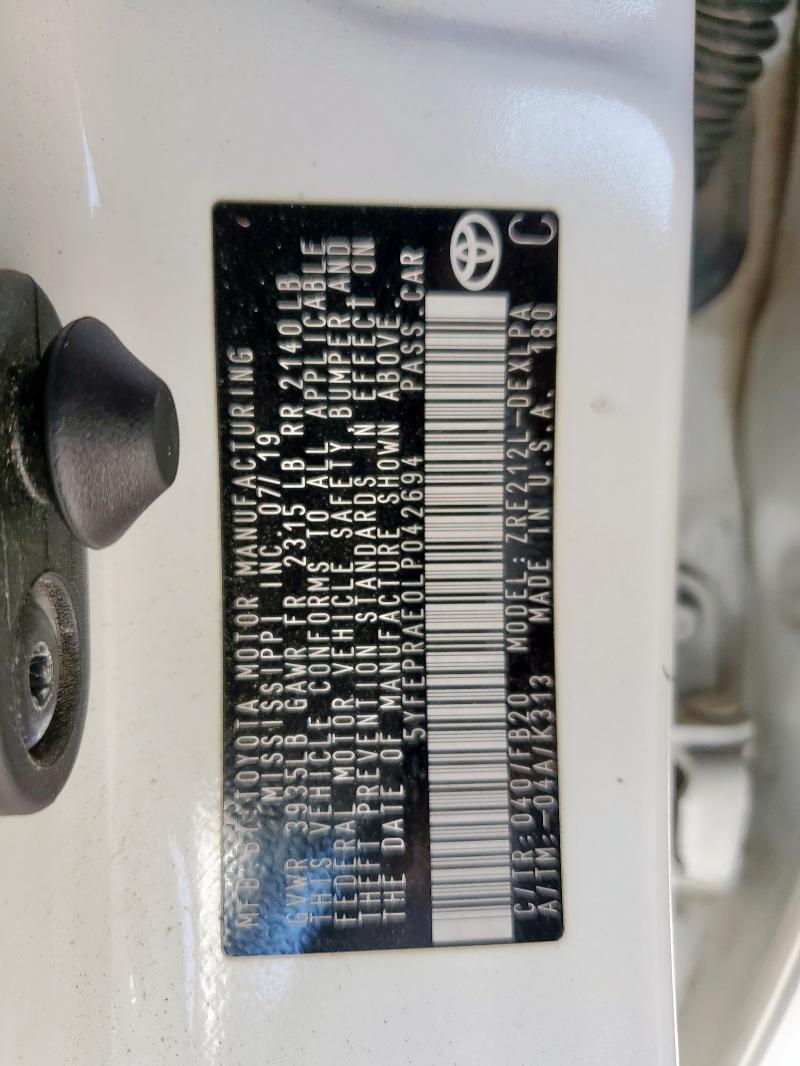 MFD. BY: TOYOTA MOTOR MANUFACTURING
MISSISSIPPI INC. 07/19
GVWR 3935LB GAWR FR 2315 LB RR 2140LB
THIS VEHICLE CONFORMS TO ALL APPLICABLE
FEDERAL MOTOR VEHICLE SAFETY, BUMPER AND
THEFT PREVENTION STANDARDS IN EFFECT ON
THE DATE OF MANUFACTURE SHOWN ABOVE.
5YFEPRAE0LP042694 PASS.CAR
C/TR: 040/FB20 MODEL: ZRE212L-DEXLPA
A/TM:-04A/K313 MADE IN U.S.A. 180
C